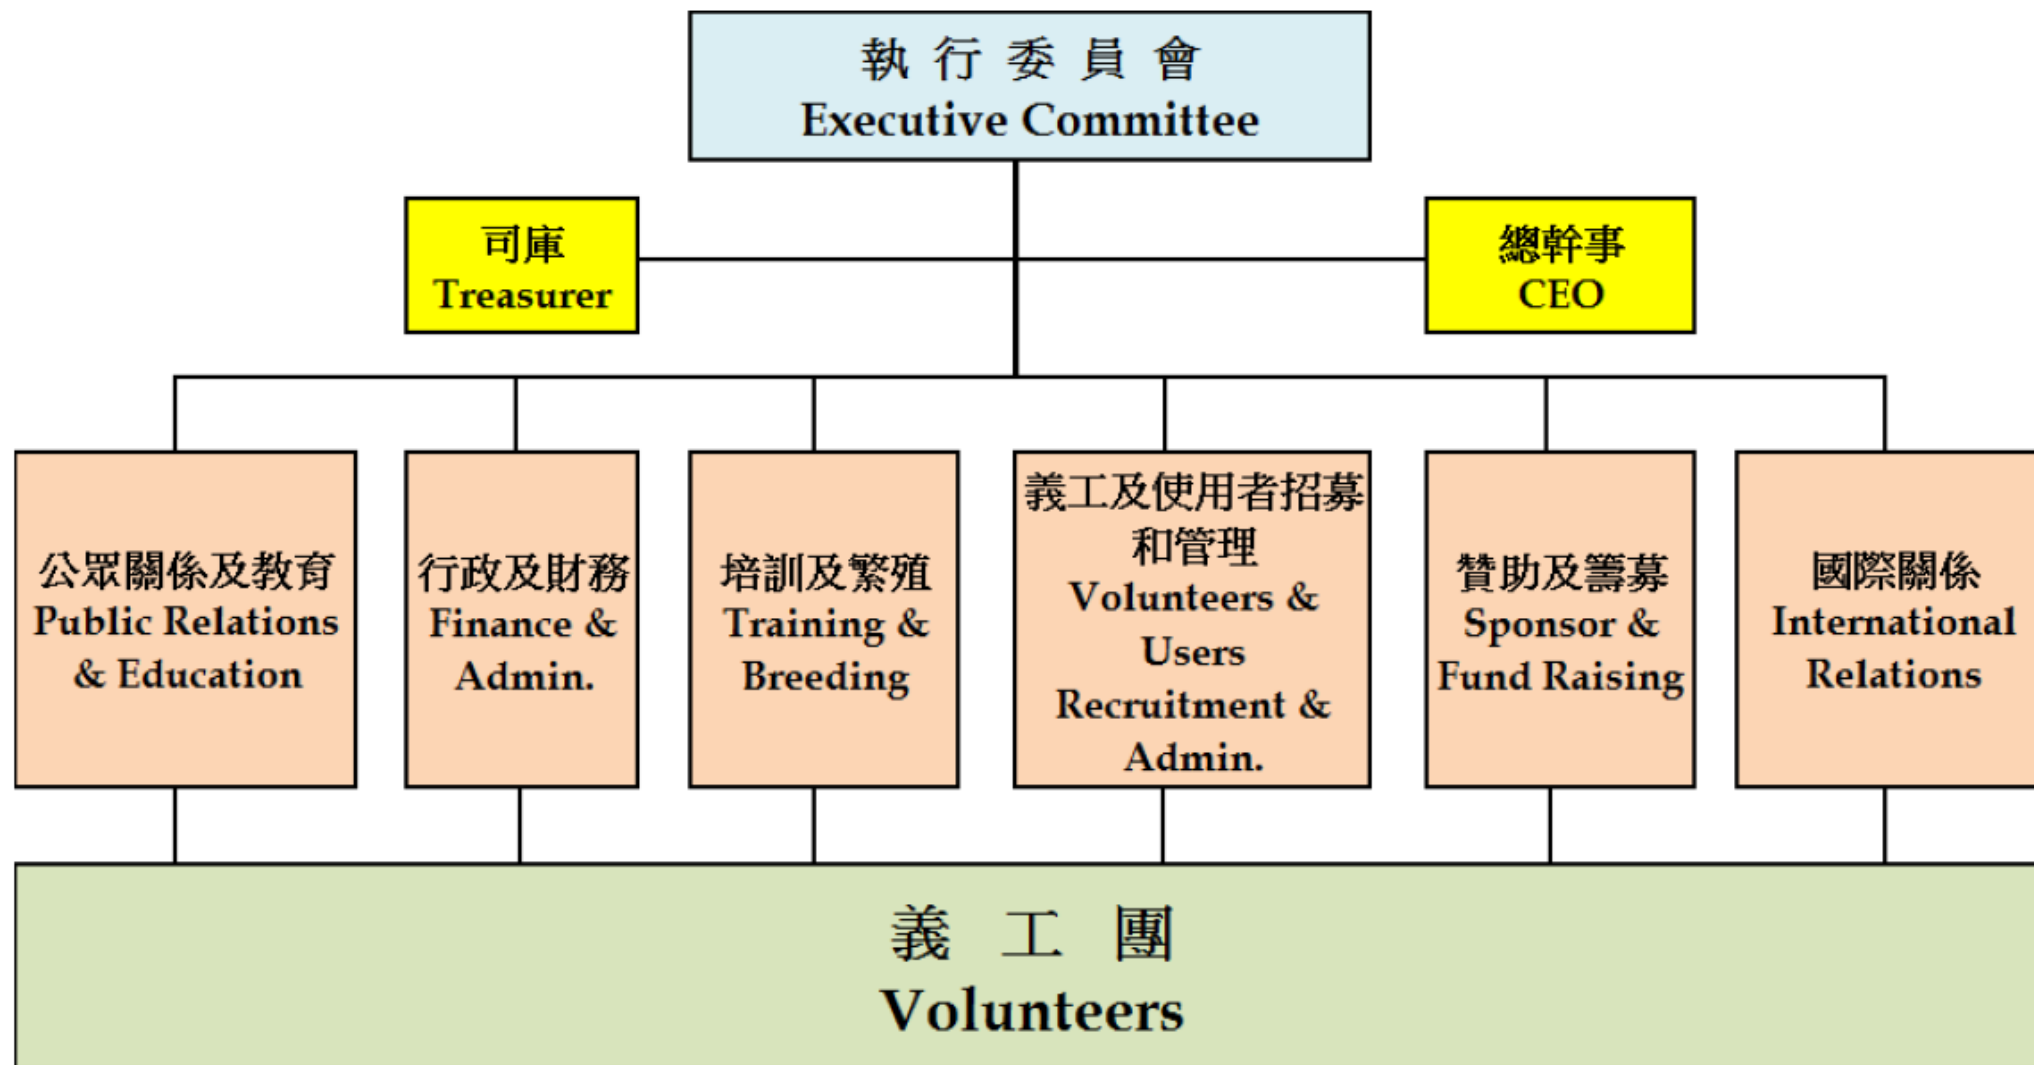 執行委員會
Executive Committee
司庫
Treasurer
總幹事
CEO
公眾關係及教育
Public Relations
& Education
行政及財務
Finance &
Admin.
培訓及繁殖
Training &
Breeding
義工及使用者招募
和管理
Volunteers &
Users
Recruitment &
Admin.
贊助及籌募
Sponsor &
Fund Raising
國際關係
International
Relations
義工團
Volunteers